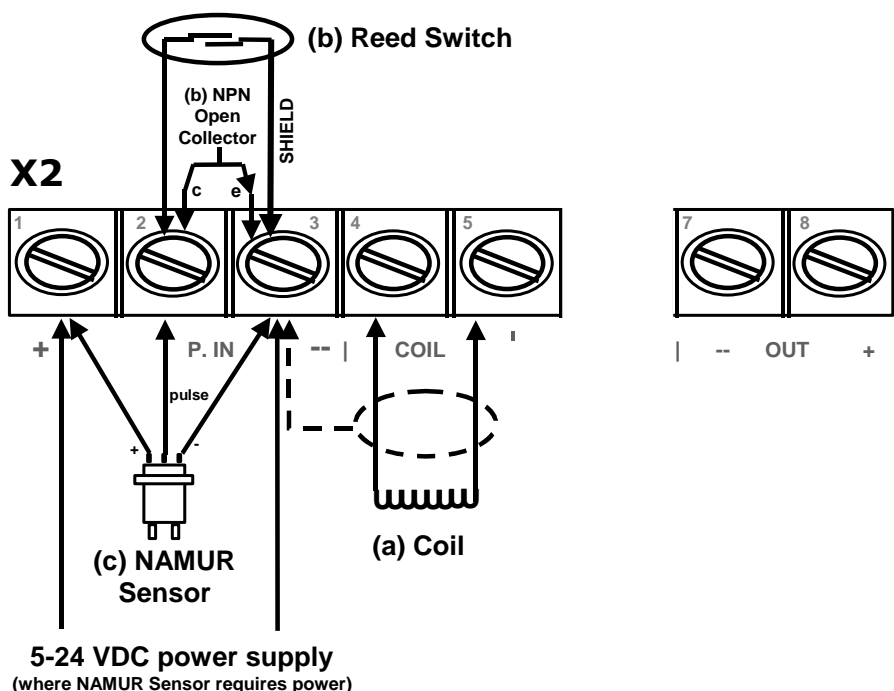 (b) Reed Switch
(b) NPN
Open
Collector
SHIELD
X2
c e
1 2 3 4 5 7 8
+ P. IN -- | COIL ' | -- OUT +
pulse
+ -
(c) NAMUR
Sensor
(a) Coil
5-24 VDC power supply
(where NAMUR Sensor requires power)